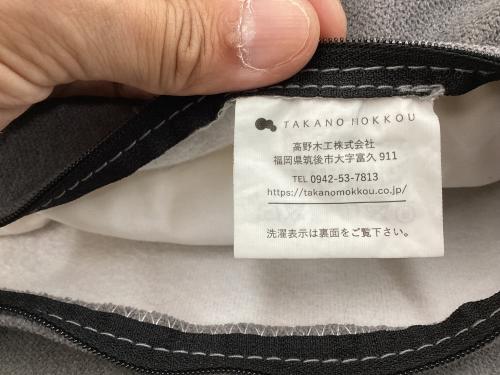 TAKANO MOKKOU
高野木工株式会社
福岡県筑後市大字富久 911
TEL 0942-53-7813
https://takanomokkou.co.jp/
洗濯表示は裏面をご覧下さい。